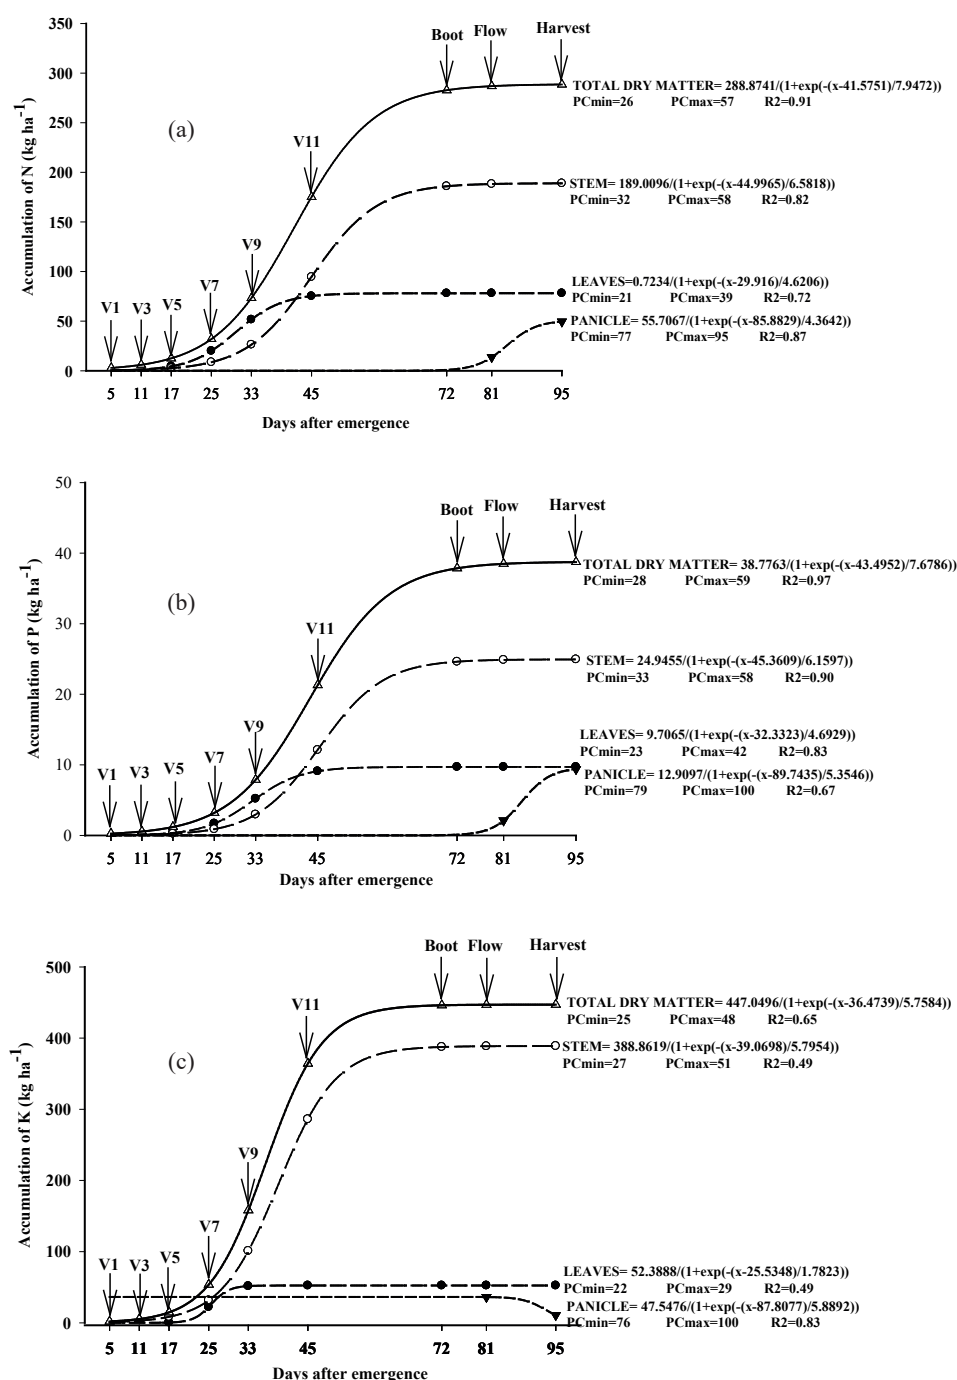 350
300
250
200
150
100
50
0
Accumulation of N (kg ha-1)
(a)
V1 V3 V5 V7 V9 V11 Boot Flow Harvest
TOTAL DRY MATTER= 288.8741/(1+exp(-(x-41.5751)/7.9472))
PCmin=26 PCmax=57 R2=0.91
STEM= 189.0096/(1+exp(-(x-44.9965)/6.5818))
PCmin=32 PCmax=58 R2=0.82
LEAVES=0.7234/(1+exp(-(x-29.916)/4.6206))
PCmin=21 PCmax=39 R2=0.72
PANICLE= 55.7067/(1+exp(-(x-85.8829)/4.3642))
PCmin=77 PCmax=95 R2=0.87
5 11 17 25 33 45 72 81 95
Days after emergence
50
40
30
20
10
0
Accumulation of P (kg ha-1)
(b)
V1 V3 V5 V7 V9 V11 Boot Flow Harvest
TOTAL DRY MATTER= 38.7763/(1+exp(-(x-43.4952)/7.6786))
PCmin=28 PCmax=59 R2=0.97
STEM= 24.9455/(1+exp(-(x-45.3609)/6.1597))
PCmin=33 PCmax=58 R2=0.90
LEAVES= 9.7065/(1+exp(-(x-32.3323)/4.6929))
PCmin=23 PCmax=42 R2=0.83
PANICLE= 12.9097/(1+exp(-(x-89.7435)/5.3546))
PCmin=79 PCmax=100 R2=0.67
5 11 17 25 33 45 72 81 95
Days after emergence
500
400
300
200
100
0
Accumulation of K (kg ha-1)
(c)
V1 V3 V5 V7 V9 V11 Boot Flow Harvest
TOTAL DRY MATTER= 447.0496/(1+exp(-(x-36.4739)/5.7584))
PCmin=25 PCmax=48 R2=0.65
STEM= 388.8619/(1+exp(-(x-39.0698)/5.7954))
PCmin=27 PCmax=51 R2=0.49
LEAVES= 52.3888/(1+exp(-(x-25.5348)/1.7823))
PCmin=22 PCmax=29 R2=0.49
PANICLE= 47.5476/(1+exp(-(x-87.8077)/5.8892))
PCmin=76 PCmax=100 R2=0.83
5 11 17 25 33 45 72 81 95
Days after emergence